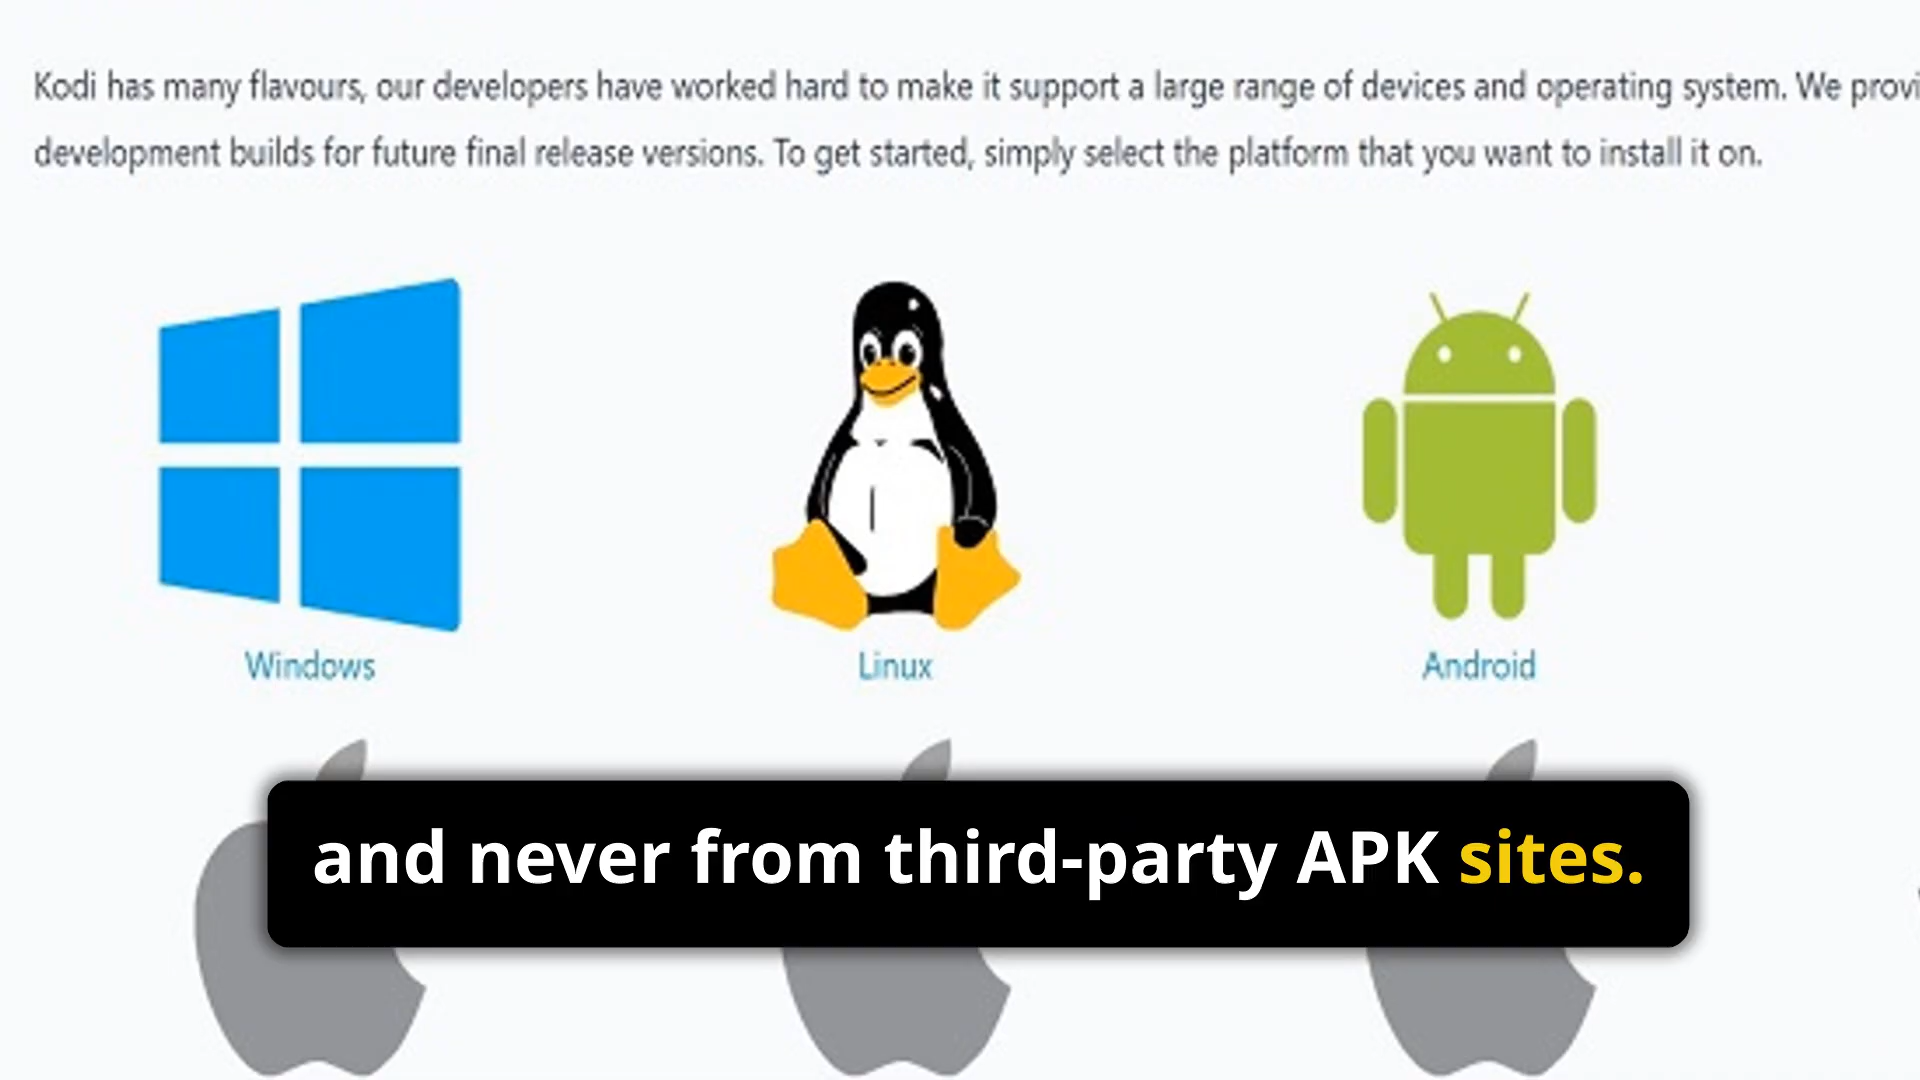 Kodi has many flavours, our developers have worked hard to make it support a large range of devices and operating system. We provi
development builds for future final release versions. To get started, simply select the platform that you want to install it on.
Windows
Linux
Android
and never from third-party APK sites.